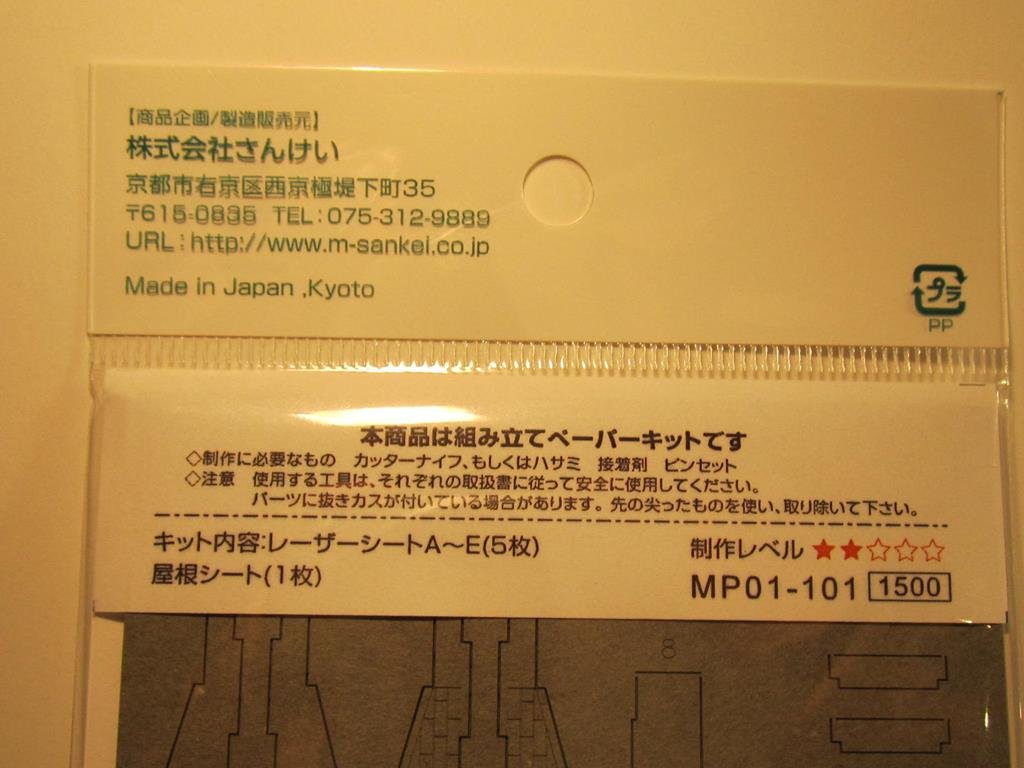 【商品企画/製造販売元】
株式会社さんけい
京都市右京区西京極堤下町35
〒615-0835 TEL:075-312-9889
URL:http://www.m-sankei.co.jp
Made in Japan ,Kyoto
プラ
PP
本商品は組み立てペーパーキットです
◇制作に必要なもの カッターナイフ、もしくはハサミ 接着剤 ピンセット
◇注意 使用する工具は、それぞれの取扱書に従って安全に使用してください。
パーツに抜きカスが付いている場合があります。先の尖ったものを使い、取り除いて下さい。
キット内容:レーザーシートA〜E(5枚)
屋根シート(1枚)
制作レベル ★★☆☆☆
MP01-101 1500
8